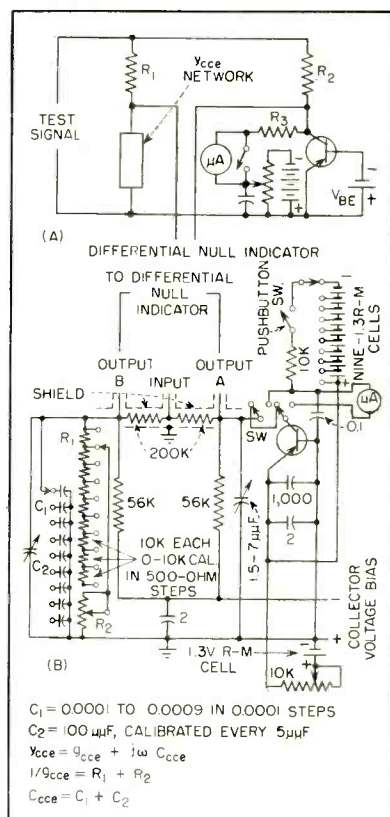 R1
ycce
NETWORK
R2
TEST
SIGNAL
R3
μA
-
+
-
+
VBE
(A)
DIFFERENTIAL NULL INDICATOR
TO DIFFERENTIAL
NULL
INDICATOR
PUSHBUTTON
SW.
-
NINE-1.3R-M
CELLS
10K
+
OUTPUT
B
INPUT
OUTPUT
A
SHIELD
μA
200K
SW
0.1
R1
C1
C2
56K
56K
1.5-7μμF
1,000
2
10K EACH
0-10K CAL.
IN 500-OHM
STEPS
R2
2
COLLECTOR
VOLTAGE BIAS
-
+
(B)
1.3V R-M
CELL
-
+
10K
C1 = 0.0001 TO 0.0009 IN 0.0001 STEPS
C2 = 100 μμF, CALIBRATED EVERY 5μμF
ycce = gcce + jω Ccce
1/gcce = R1 + R2
Ccce = C1 + C2